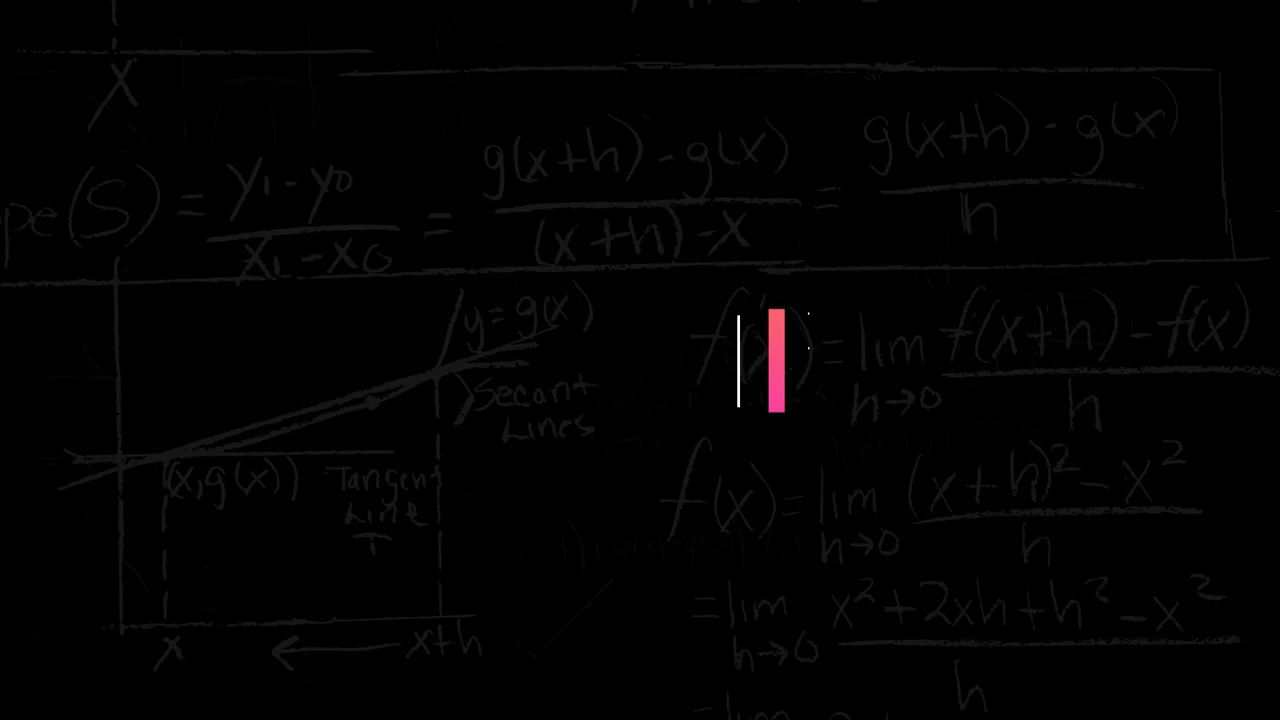 X
pe(S) = y₁ - y₀ / x₁ - x₀ = g(x+h) - g(x) / (x+h) - x = g(x+h) - g(x) / h
y = g(x)
Secant
Lines
(x, g(x))
Tangent
Line
T
x ← x+h
f(x) = lim h→0 f(x+h) - f(x) / h
f(x) = lim h→0 (x+h)² - x² / h
= lim h→0 x² + 2xh + h² - x² / h
= lim